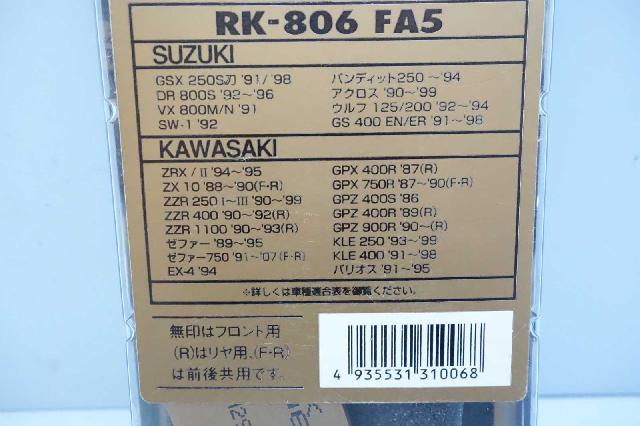 RK-806 FA5
SUZUKI
GSX 250S刀 '91/'98
DR 800S '92~'96
VX 800M/N '91
SW-1 '92
バンディット250 ~'94
アクロス '90~'99
ウルフ 125/200 '92~'94
GS 400 EN/ER '91~'98
KAWASAKI
ZRX/II '94~'95
ZX 10 '88~'90(F・R)
ZZR 250 I~III '90~'99
ZZR 400 '90~'92(R)
ZZR 1100 '90~'93(R)
ゼファー '89~'95
ゼファー750 '91~'07(F・R)
EX-4 '94
GPX 400R '87(R)
GPX 750R '87~'90(F・R)
GPZ 400S '86
GPZ 400R '89(R)
GPZ 900R '90~(R)
KLE 250 '93~'99
KLE 400 '91~'98
バリオス '91~'95
※詳しくは車種適合表を御覧ください。
無印はフロント用
(R)はリヤ用、(F・R)
は前後共用です。
4 935531 310068